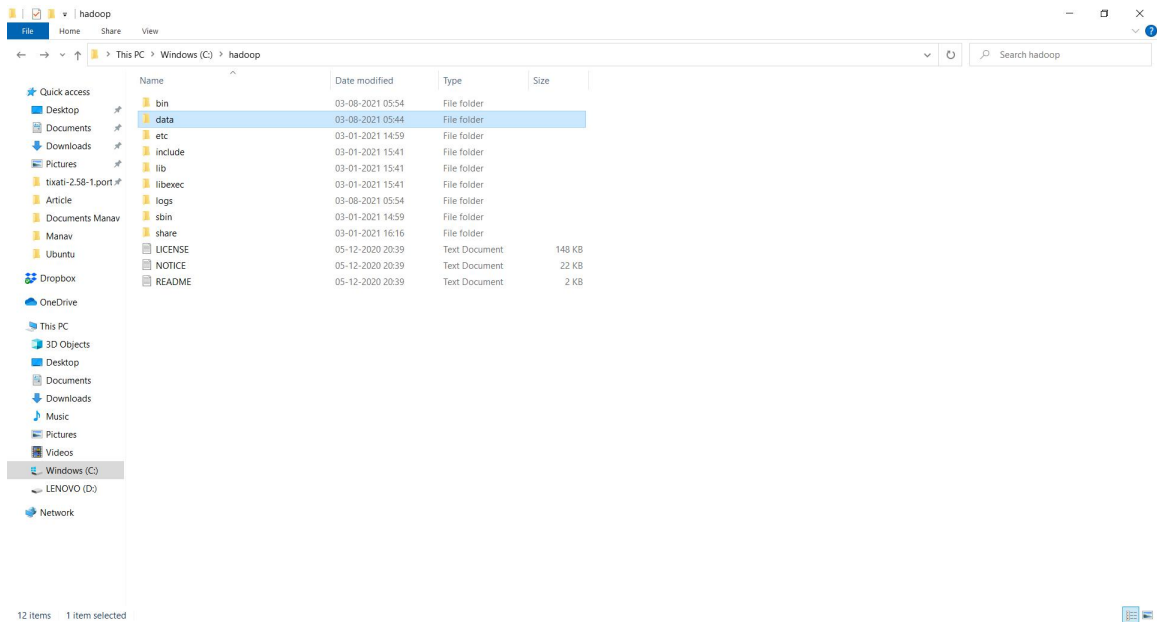 hadoop
File Home Share View
This PC > Windows (C:) > hadoop
Search hadoop
Name Date modified Type Size
Quick access
Desktop
Documents
Downloads
Pictures
tixati-2.58-1.port
Article
Documents Manav
Manav
Ubuntu
Dropbox
OneDrive
This PC
3D Objects
Desktop
Documents
Downloads
Music
Pictures
Videos
Windows (C:)
LENOVO (D:)
Network
bin 03-08-2021 05:54 File folder
data 03-08-2021 05:44 File folder
etc 03-01-2021 14:59 File folder
include 03-01-2021 15:41 File folder
lib 03-01-2021 15:41 File folder
libexec 03-01-2021 15:41 File folder
logs 03-08-2021 05:54 File folder
sbin 03-01-2021 14:59 File folder
share 03-01-2021 16:16 File folder
LICENSE 05-12-2020 20:39 Text Document 148 KB
NOTICE 05-12-2020 20:39 Text Document 22 KB
README 05-12-2020 20:39 Text Document 2 KB
12 items 1 item selected